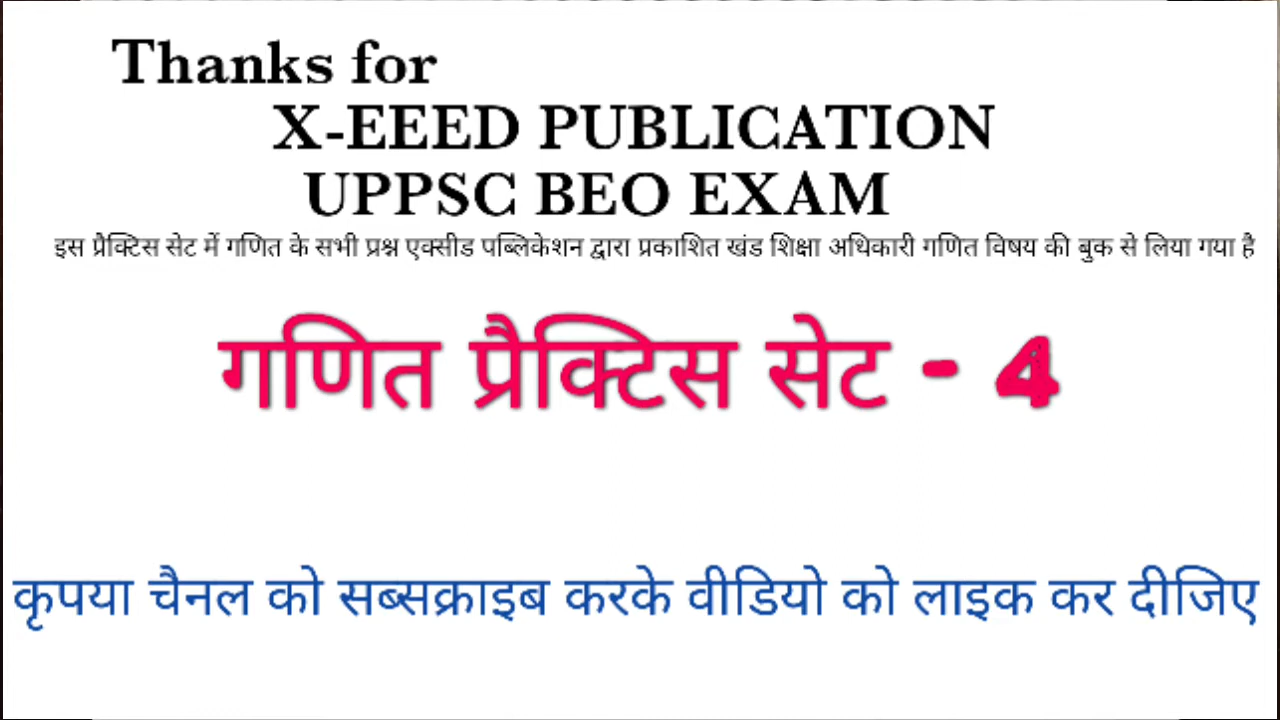 Thanks for
X-EEED PUBLICATION
UPPSC BEO EXAM
इस प्रैक्टिस सेट में गणित के सभी प्रश्न एक्सीड पब्लिकेशन द्वारा प्रकाशित खंड शिक्षा अधिकारी गणित विषय की बुक से लिया गया है
गणित प्रैक्टिस सेट - 4
कृपया चैनल को सब्सक्राइब करके वीडियो को लाइक कर दीजिए